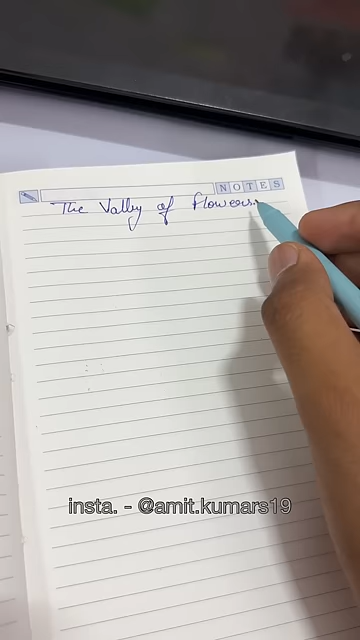 NOTES
The Valley of flowers.
insta. - @amit.kumars19